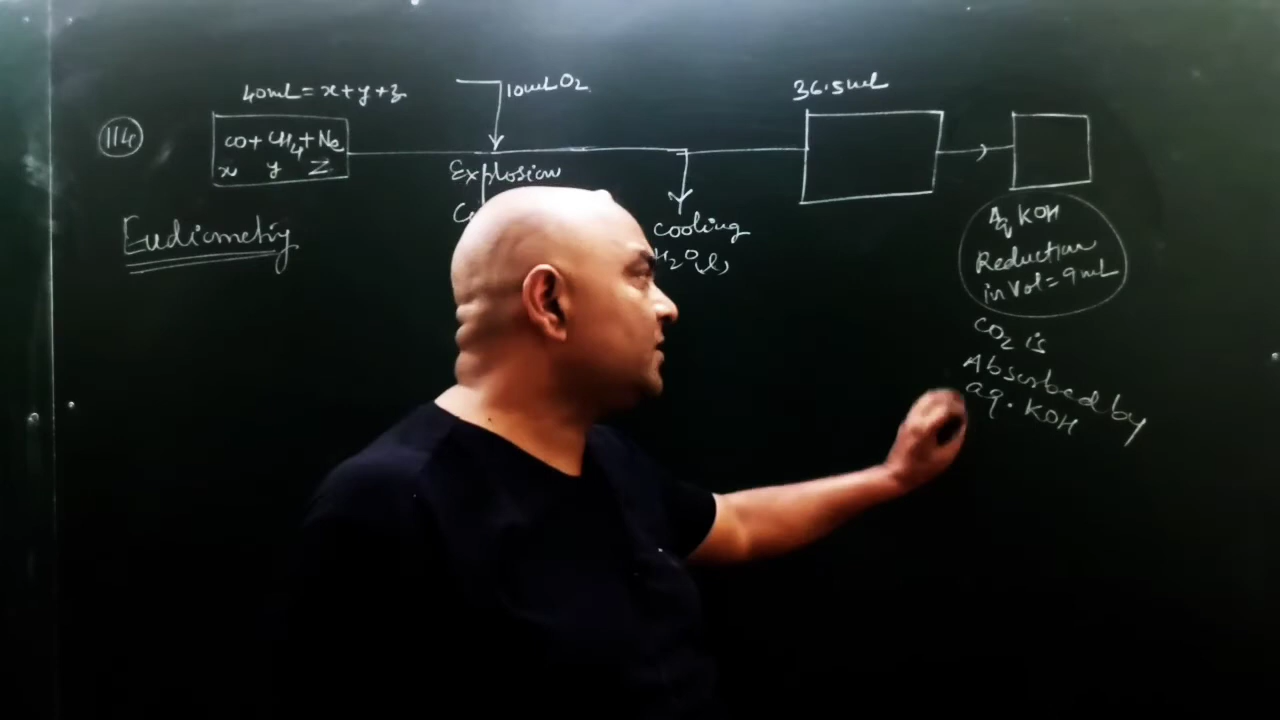 40mL = x+y+z
10mL O2
36.5mL
114
CO+ CH4+ Ne
x y Z
Explosion
Eudiometry
cooling
H2O(l)
Aq KOH
Reduction
in Vol = 9mL
CO2 is
Absorbed by
aq. KOH